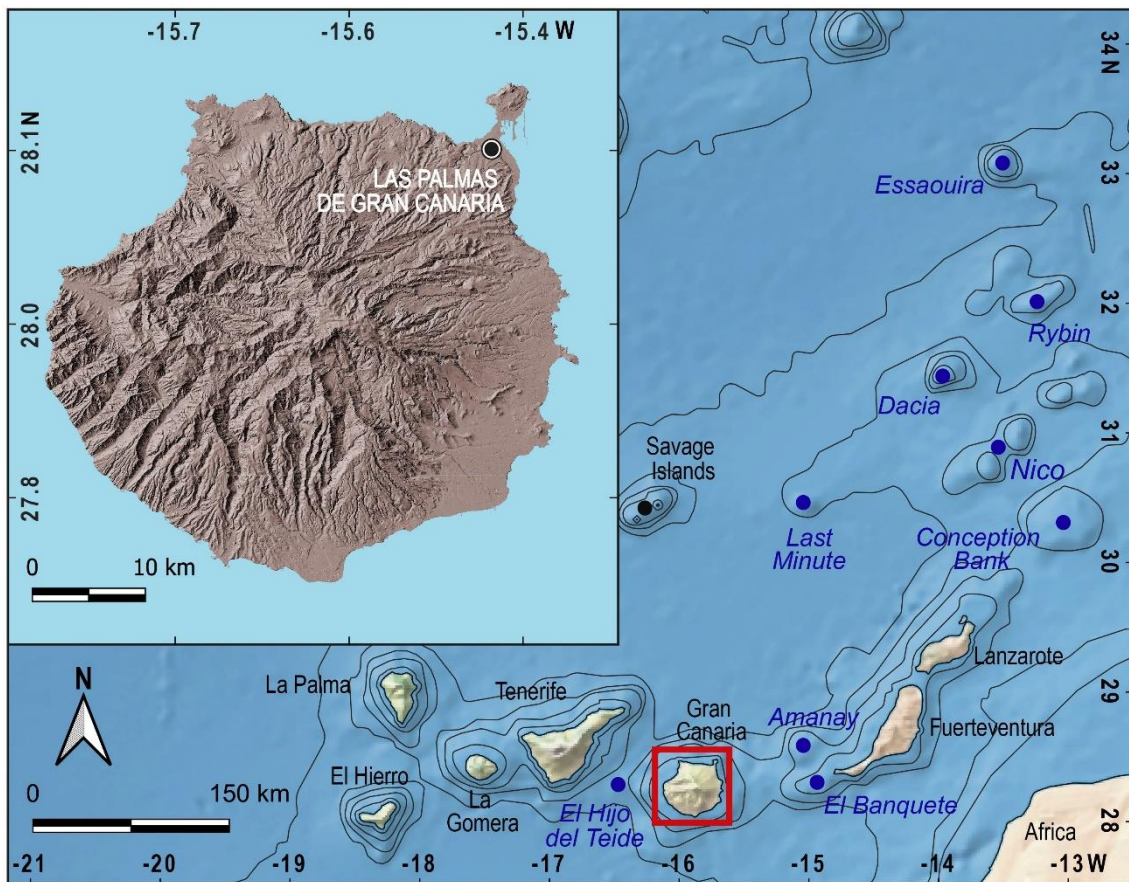 -15.7
-15.6
-15.4 W
28.1N
28.0
27.8
LAS PALMAS
DE GRAN CANARIA
0
10 km
34N
33
32
31
30
29
28
Essaouira
Rybin
Dacia
Nico
Savage
Islands
Last
Minute
Conception
Bank
Lanzarote
Fuerteventura
Amanay
El Banquete
Gran
Canaria
Tenerife
La Palma
El Hierro
La
Gomera
El Hijo
del Teide
Africa
N
0
150 km
-21
-20
-19
-18
-17
-16
-15
-14
-13 W